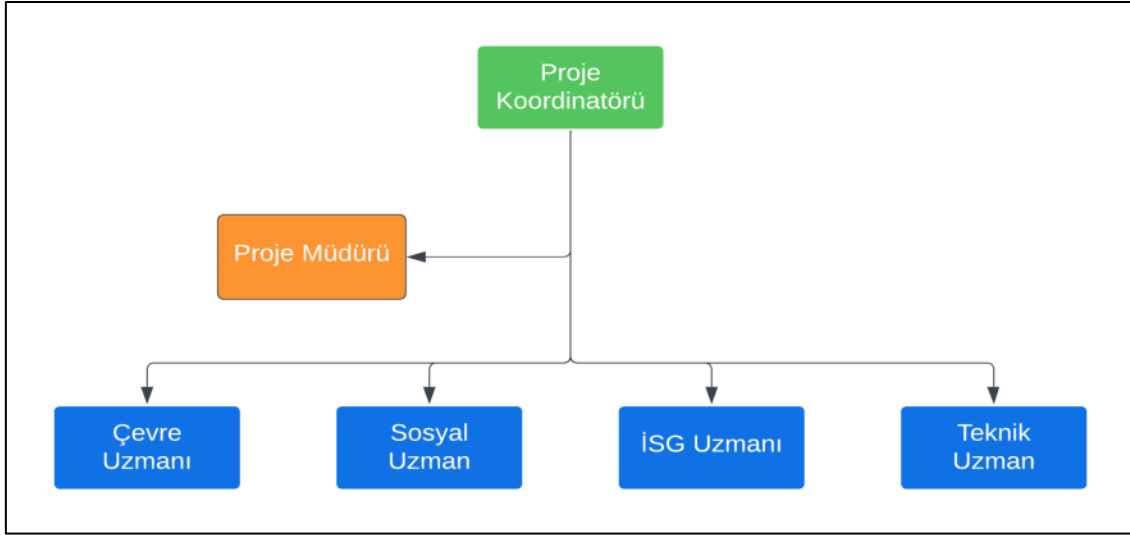 Proje
Koordinatörü
Proje Müdürü
Çevre
Uzmanı
Sosyal
Uzman
İSG Uzmanı
Teknik
Uzman